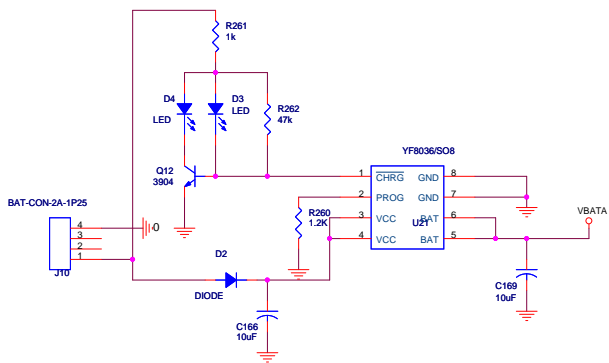 R261
1k
D4
LED
D3
LED
R262
47k
Q12
3904
YF8036/SO8
1 CHRG GND 8
2 PROG GND 7
3 VCC BAT 6
4 VCC BAT 5
U21
R260
1.2K
VBATA
BAT-CON-2A-1P25
4
3
2
1
J10
0
D2
DIODE
C166
10uF
C169
10uF